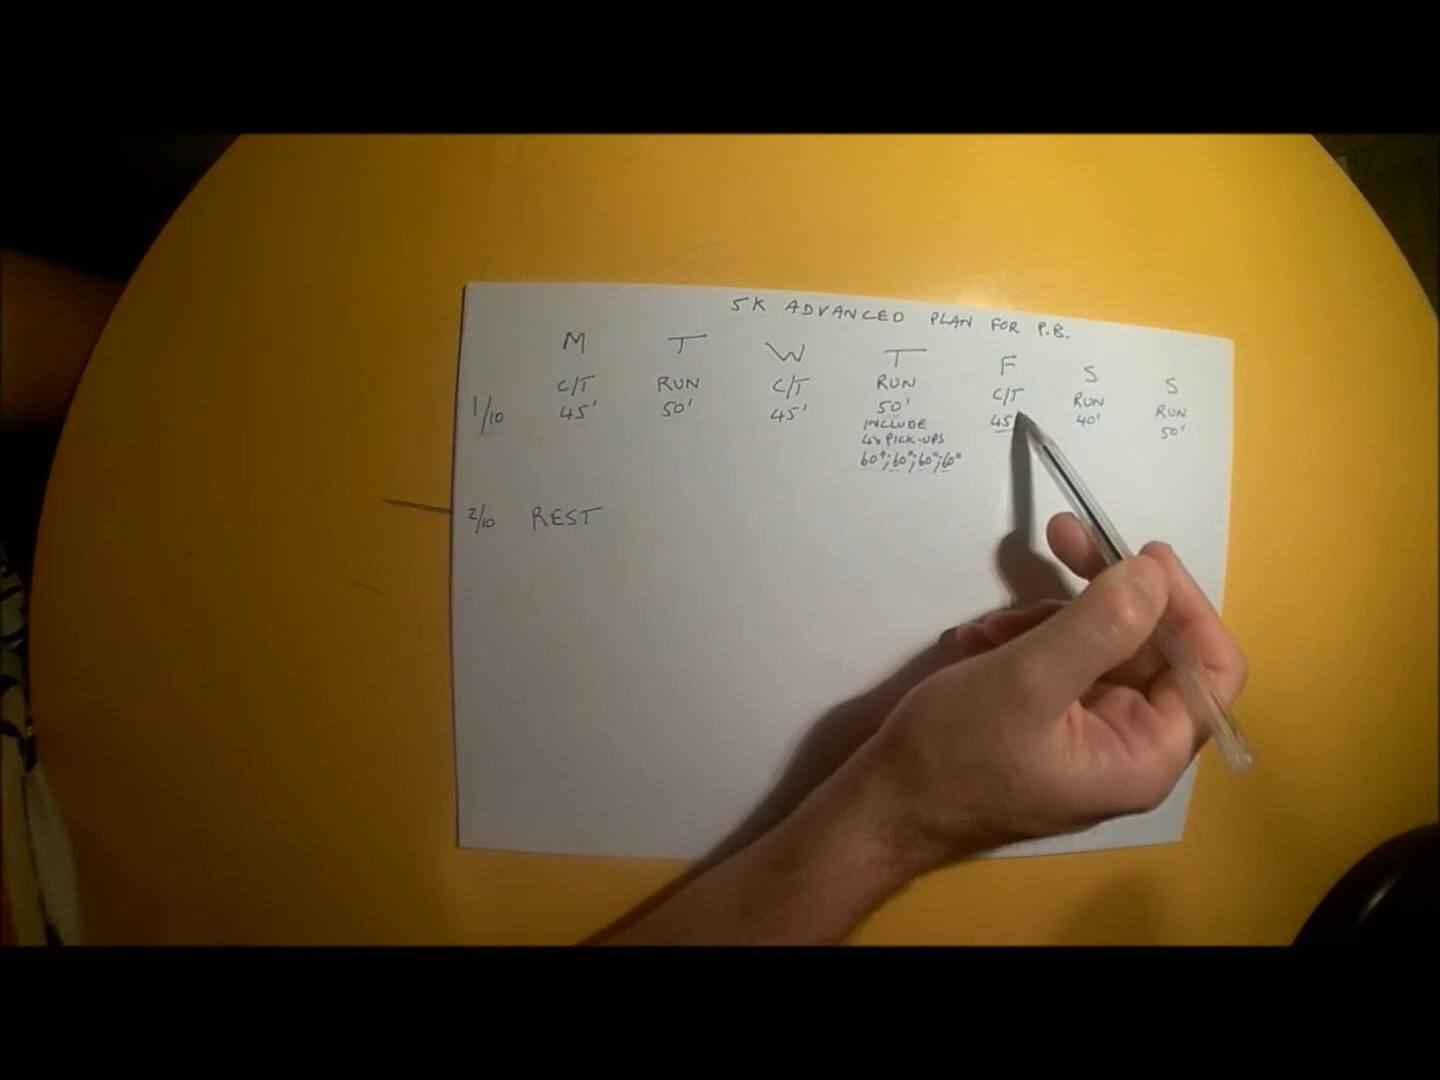 5K ADVANCED PLAN FOR P.B.
M T W T F S S
1/10
C/T 45'
RUN 50'
C/T 45'
RUN 50'
INCLUDE
4x PICK-UPS
60";60";60";60"
C/T 45
RUN 40'
RUN 50'
2/10 REST